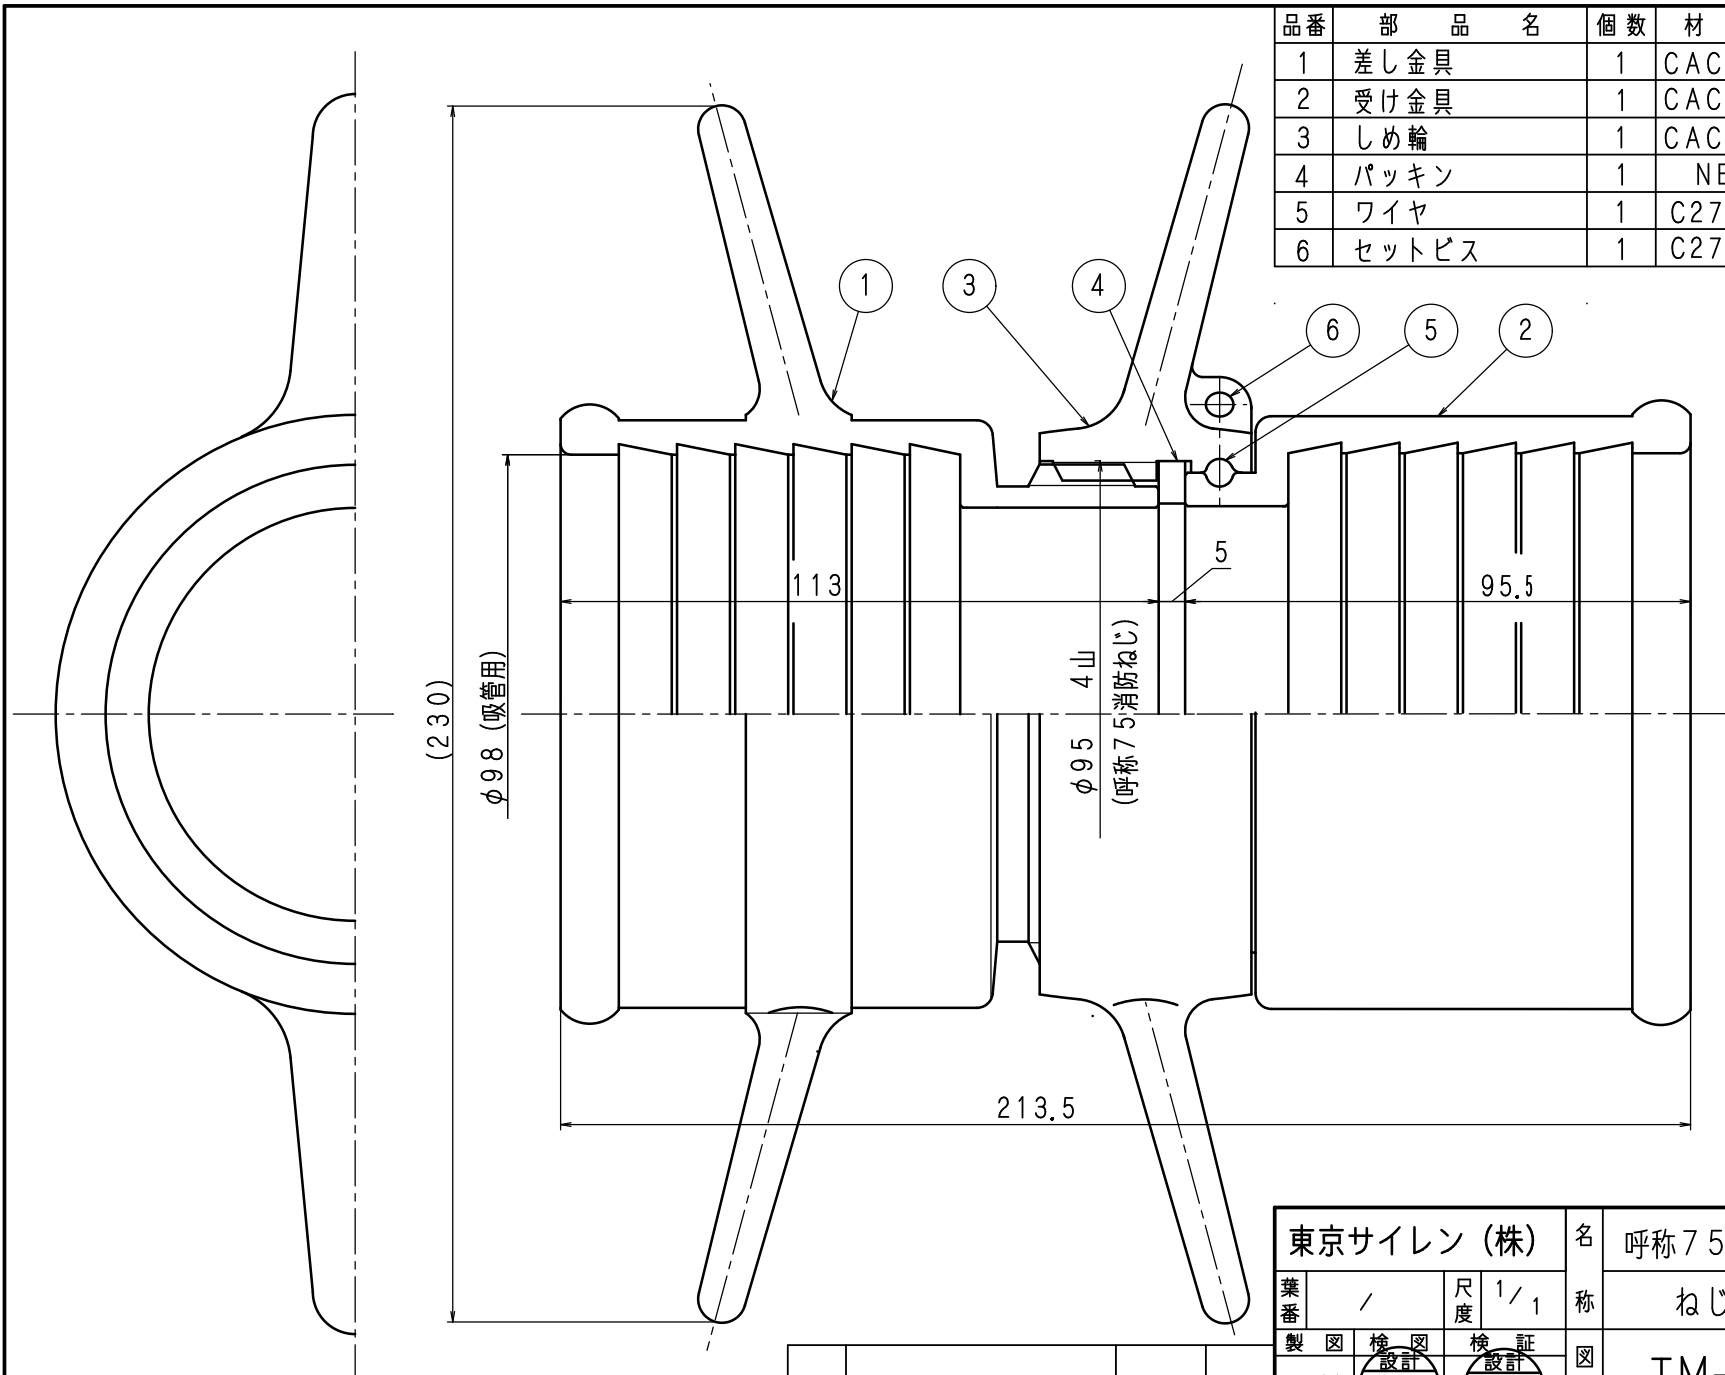 品番 部品名 個数 材
1 差し金具 1 CAC
2 受け金具 1 CAC
3 しめ輪 1 CAC
4 パッキン 1
5 ワイヤ 1 C27
6 セットビス 1 C27
1
3
4
6
5
2
5
113
95.5
(230)
φ98 (吸管用)
φ95 4山
(呼称75消防ねじ)
213.5
東京サイレン (株) 名称 呼称75
葉番 / 尺度 1/1 ねじ
製図 検図 検証 図
設計 設計